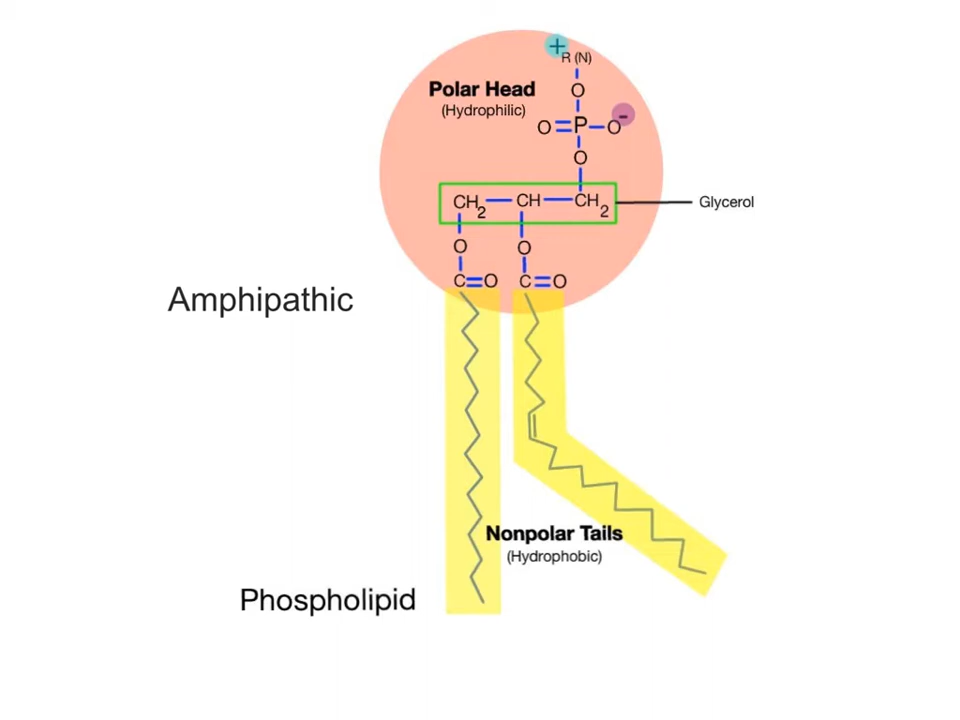 +
R (N)
O
Polar Head
(Hydrophilic)
O=P–O-
O
CH2–CH–CH2
Glycerol
O O
C=O C=O
Amphipathic
Nonpolar Tails
(Hydrophobic)
Phospholipid